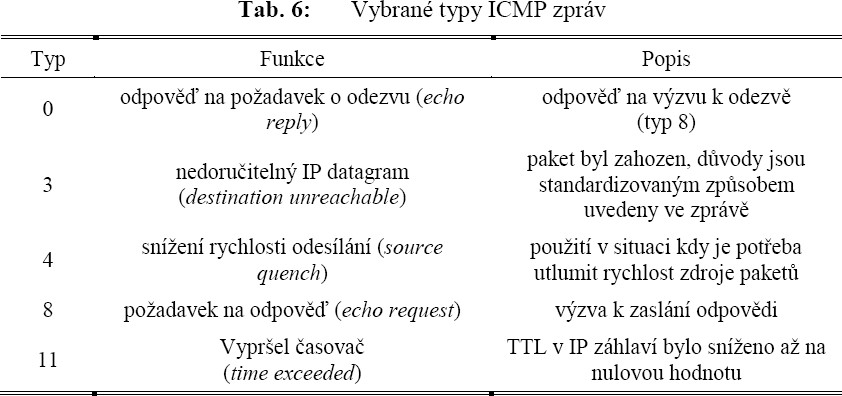 Tab. 6: Vybrané typy ICMP zpráv
Typ Funkce Popis
0 odpověď na požadavek o odezvu (echo reply) odpověď na výzvu k odezvě (typ 8)
3 nedoručitelný IP datagram (destination unreachable) paket byl zahozen, důvody jsou standardizovaným způsobem uvedeny ve zprávě
4 snížení rychlosti odesílání (source quench) použití v situaci kdy je potřeba utlumit rychlost zdroje paketů
8 požadavek na odpověď (echo request) výzva k zaslání odpovědi
11 Vypršel časovač (time exceeded) TTL v IP záhlaví bylo sníženo až na nulovou hodnotu